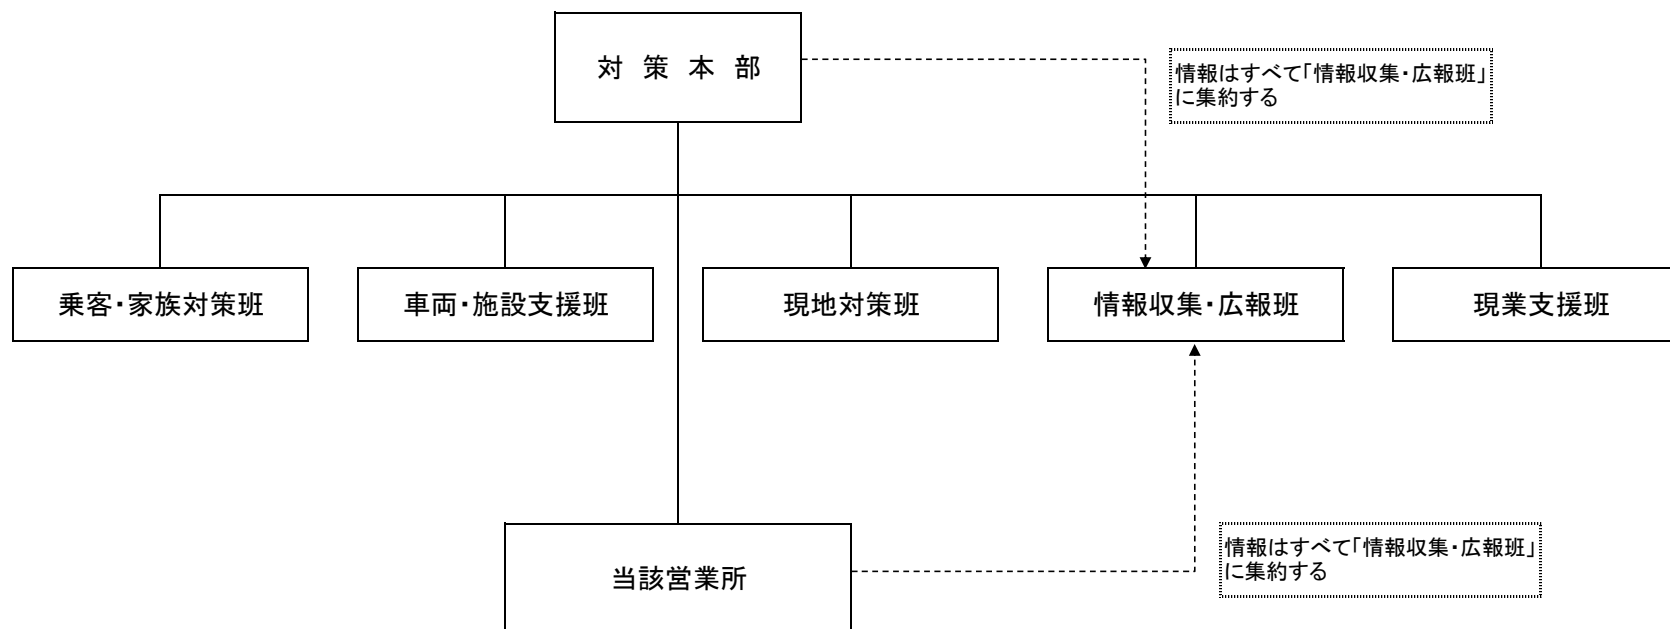 対 策 本 部
情報はすべて「情報収集・広報班」
に集約する
乗客・家族対策班
車両・施設支援班
現地対策班
情報収集・広報班
現業支援班
当該営業所
情報はすべて「情報収集・広報班」
に集約する